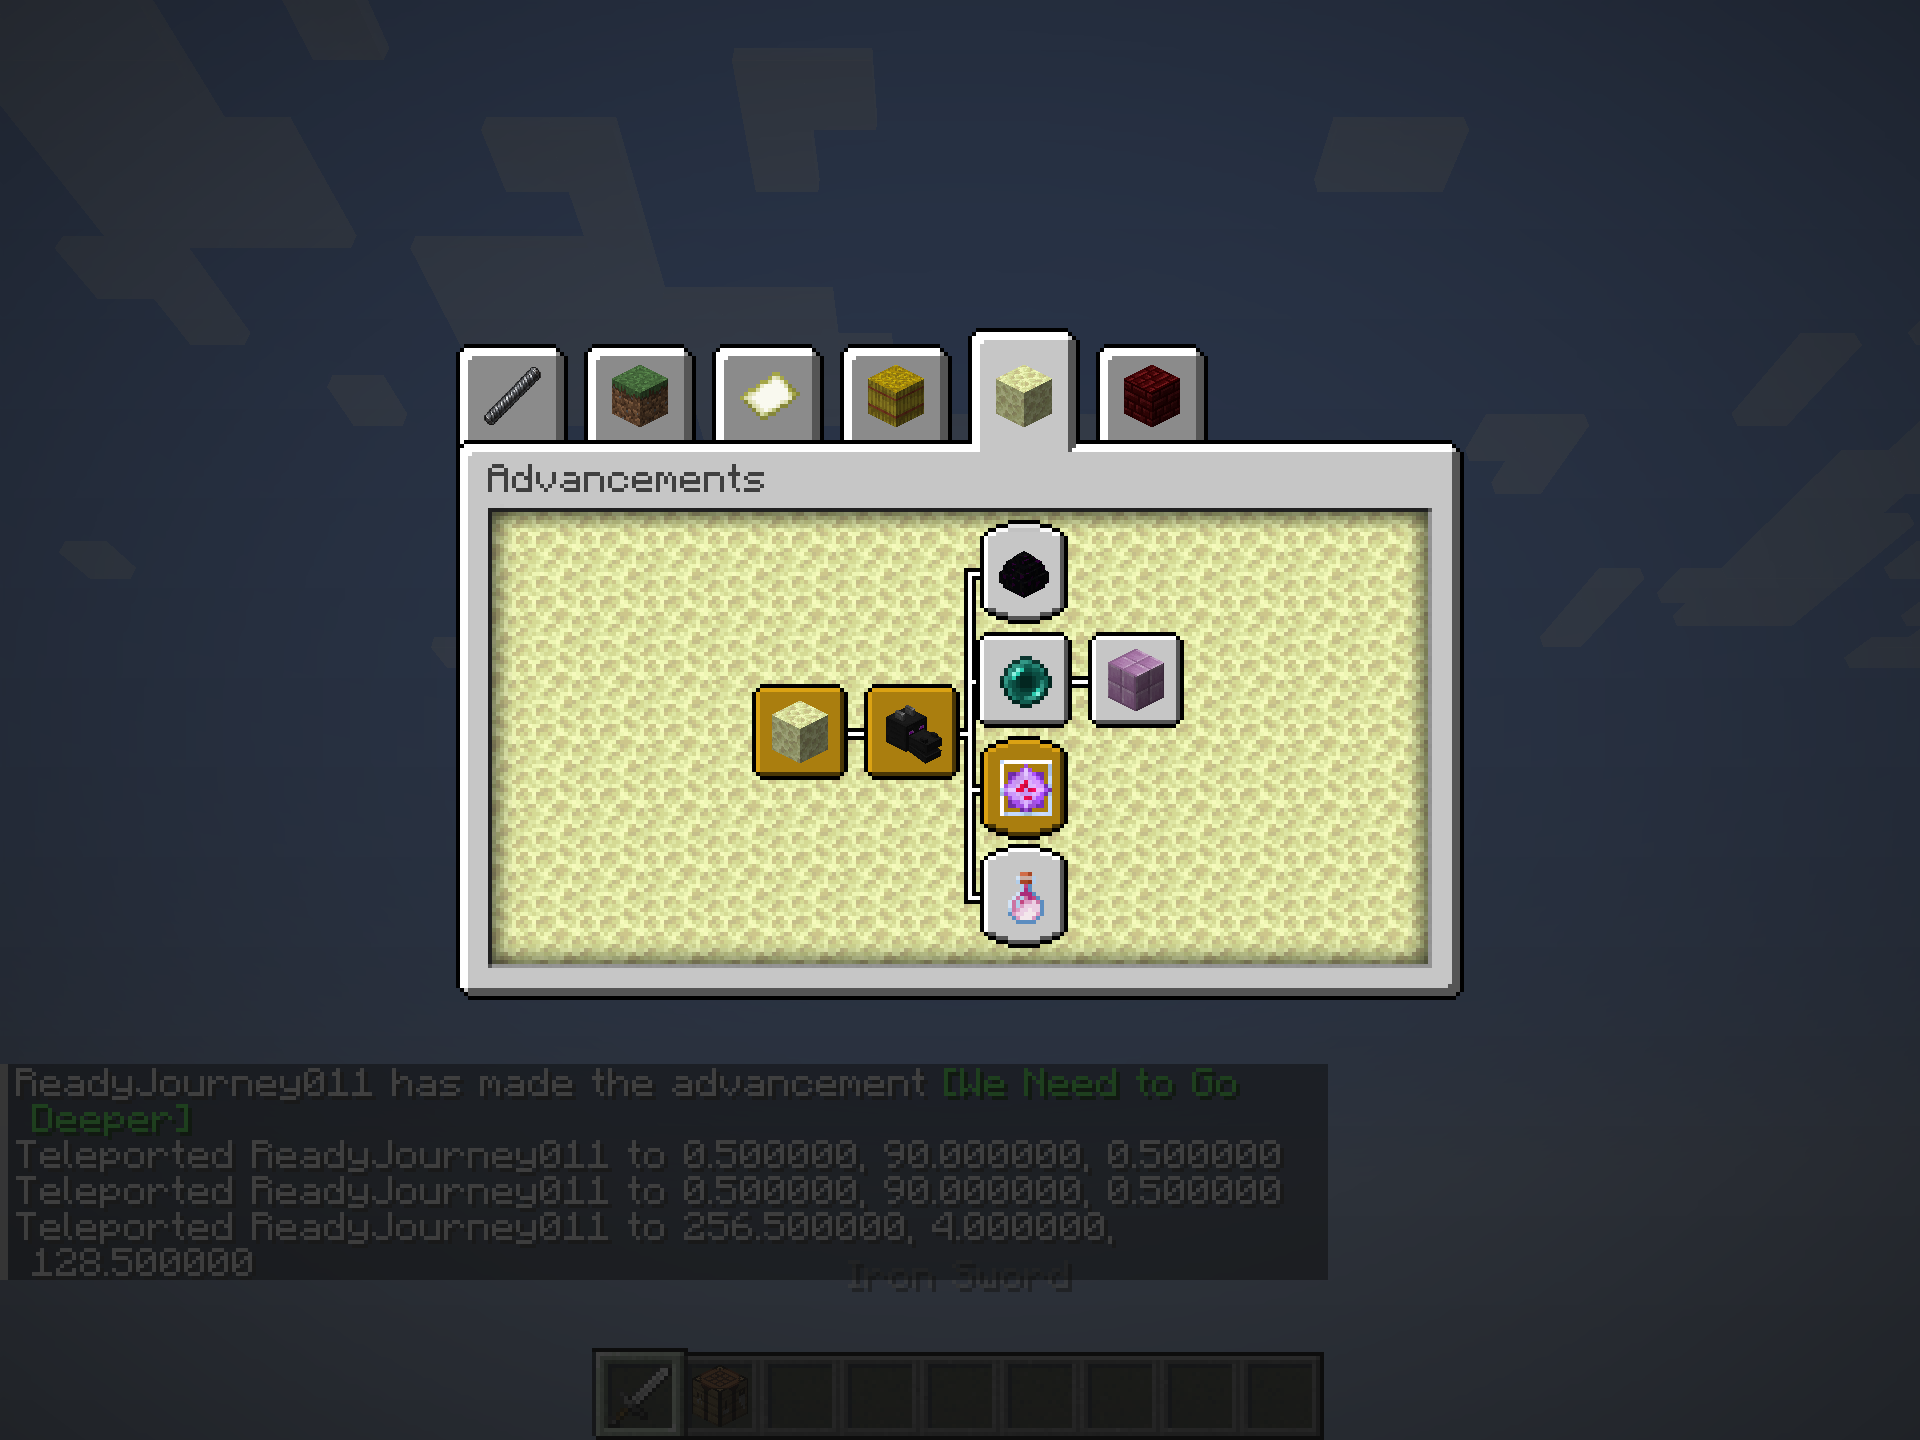 Advancements
ReadyJourney011 has made the advancement [We Need to Go
Deeper]
Teleported ReadyJourney011 to 0.500000, 90.000000, 0.500000
Teleported ReadyJourney011 to 0.500000, 90.000000, 0.500000
Teleported ReadyJourney011 to 256.500000, 4.000000,
128.500000
Iron Sword